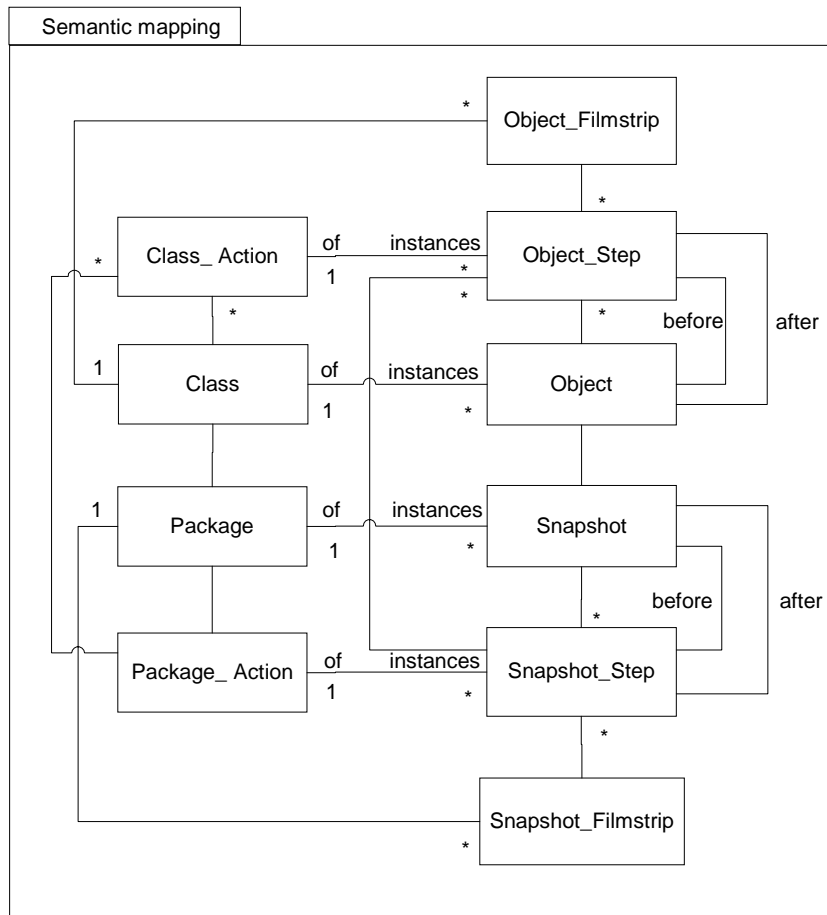 Semantic mapping
*
Object_Filmstrip
*
Class_ Action
of
instances
Object_Step
*
1
*
*
*
*
before
after
1
Class
of
instances
Object
1
*
1
Package
of
instances
Snapshot
1
*
before
after
*
Package_ Action
of
instances
Snapshot_Step
1
*
*
Snapshot_Filmstrip
*